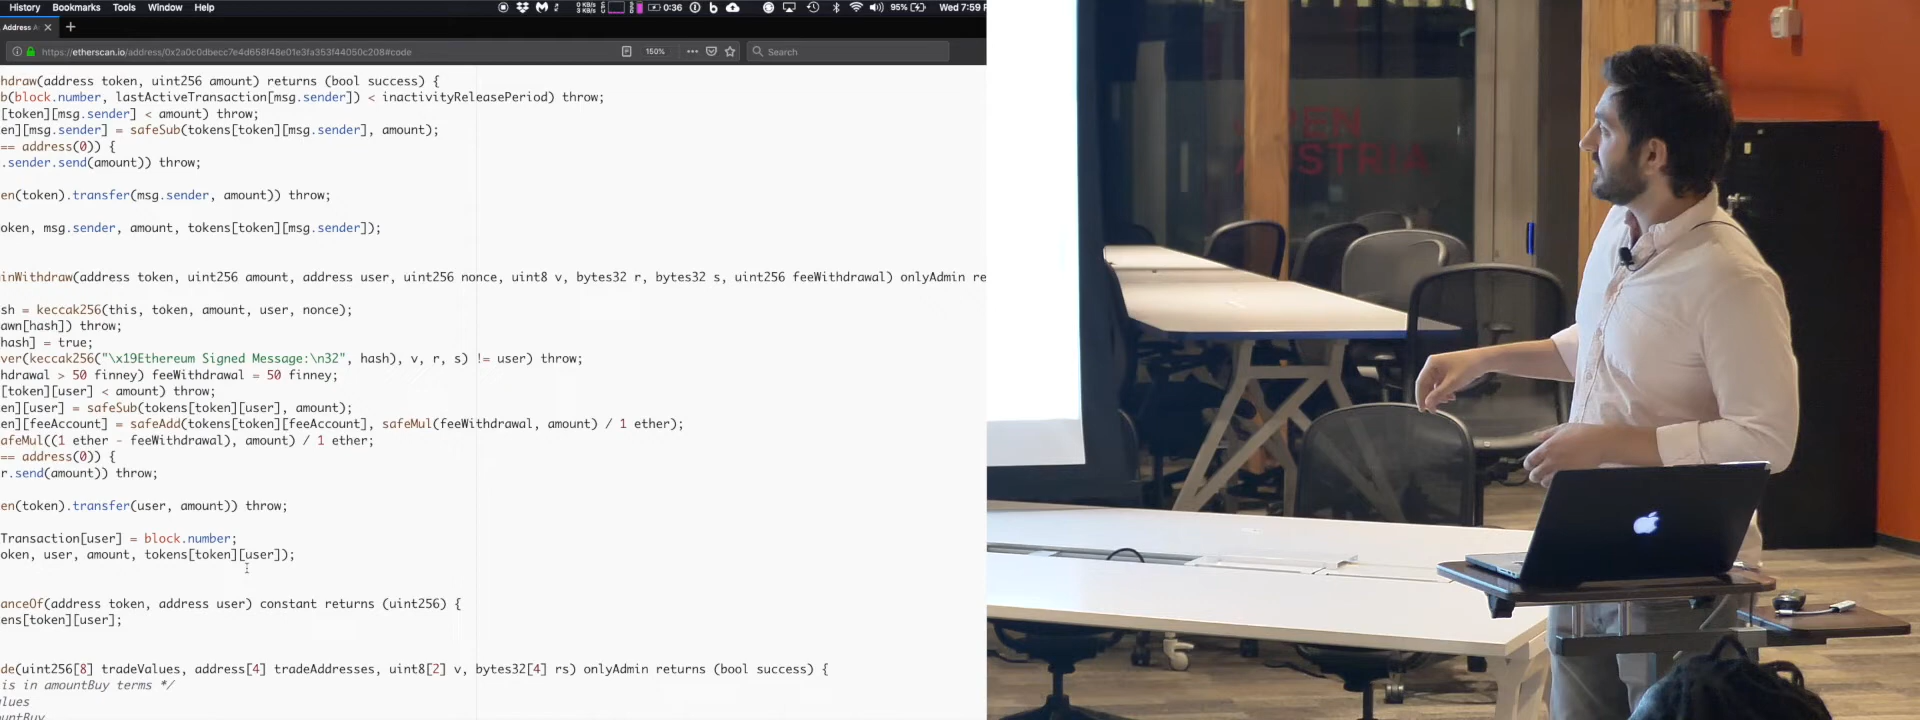 History Bookmarks Tools Window Help
0:36
95%
Wed 7:59
Address
https://etherscan.io/address/0x2a0c0dbecc7e4d658f48e01e3fa353f44050c208#code
150%
Search
hdraw(address token, uint256 amount) returns (bool success) {
b(block.number, lastActiveTransaction[msg.sender]) < inactivityReleasePeriod) throw;
[token][msg.sender] < amount) throw;
en][msg.sender] = safeSub(tokens[token][msg.sender], amount);
== address(0)) {
.sender.send(amount)) throw;
en(token).transfer(msg.sender, amount)) throw;
oken, msg.sender, amount, tokens[token][msg.sender]);
inWithdraw(address token, uint256 amount, address user, uint256 nonce, uint8 v, bytes32 r, bytes32 s, uint256 feeWithdrawal) onlyAdmin re
sh = keccak256(this, token, amount, user, nonce);
awn[hash]) throw;
hash] = true;
ver(keccak256("\x19Ethereum Signed Message:\n32", hash), v, r, s) != user) throw;
hdrawal > 50 finney) feeWithdrawal = 50 finney;
[token][user] < amount) throw;
en][user] = safeSub(tokens[token][user], amount);
en][feeAccount] = safeAdd(tokens[token][feeAccount], safeMul(feeWithdrawal, amount) / 1 ether);
afeMul((1 ether - feeWithdrawal), amount) / 1 ether;
== address(0)) {
r.send(amount)) throw;
en(token).transfer(user, amount)) throw;
Transaction[user] = block.number;
oken, user, amount, tokens[token][user]);
anceOf(address token, address user) constant returns (uint256) {
ens[token][user];
de(uint256[8] tradeValues, address[4] tradeAddresses, uint8[2] v, bytes32[4] rs) onlyAdmin returns (bool success) {
is in amountBuy terms */
alues
ountBuy
OPEN
AUSTRIA